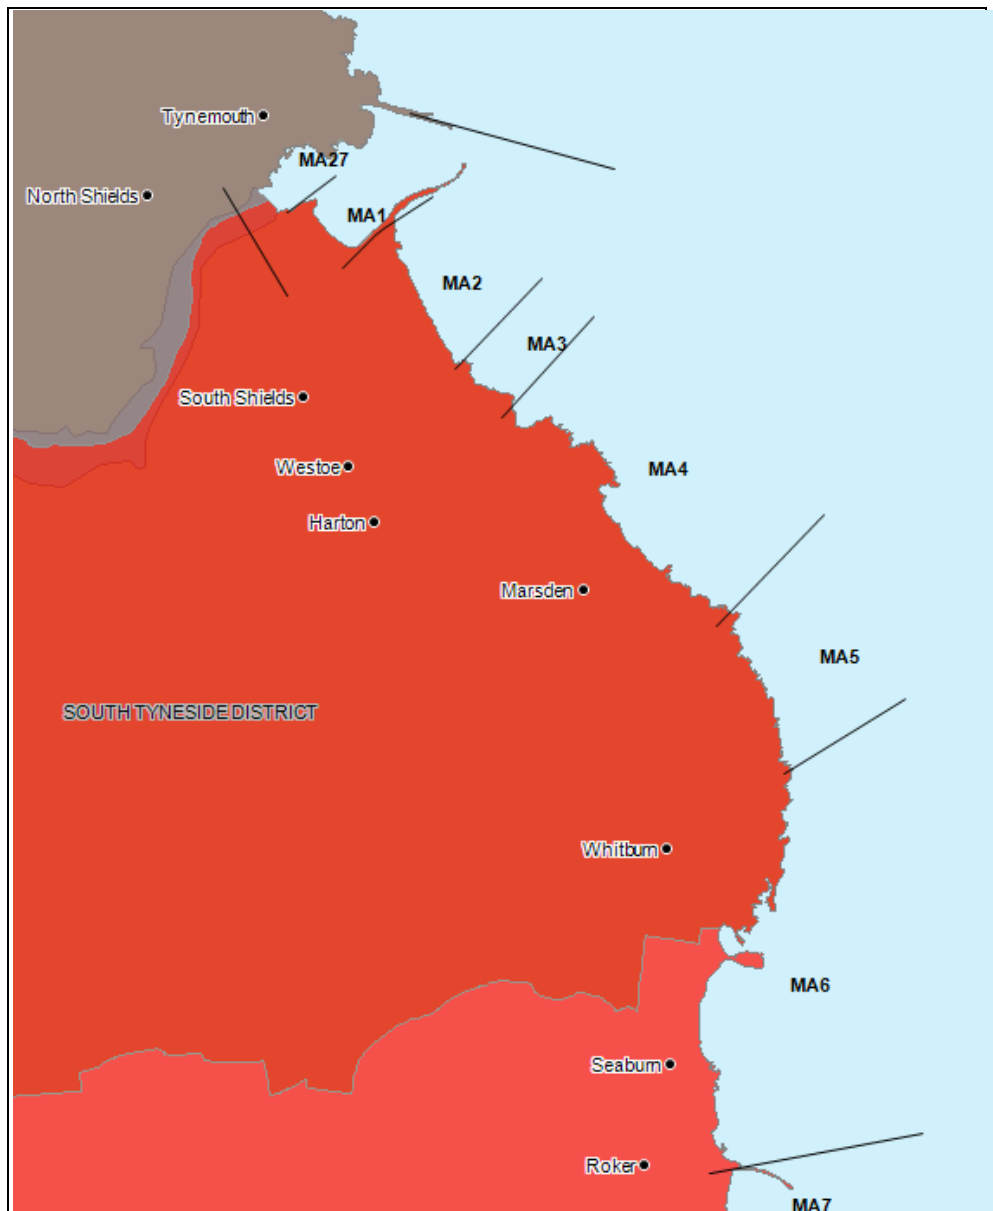 Tynemouth
MA27
North Shields
MA1
MA2
MA3
South Shields
Westoe
MA4
Harton
Marsden
MA5
SOUTH TYNESIDE DISTRICT
Whitburn
MA6
Seaburn
Roker
MA7